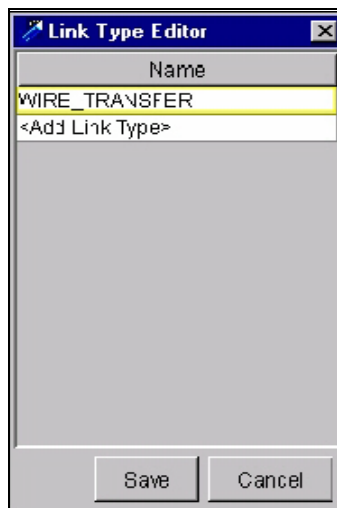 Link Type Editor
Name
WIRE_TRANSFER
<Add Link Type>
Save Cancel